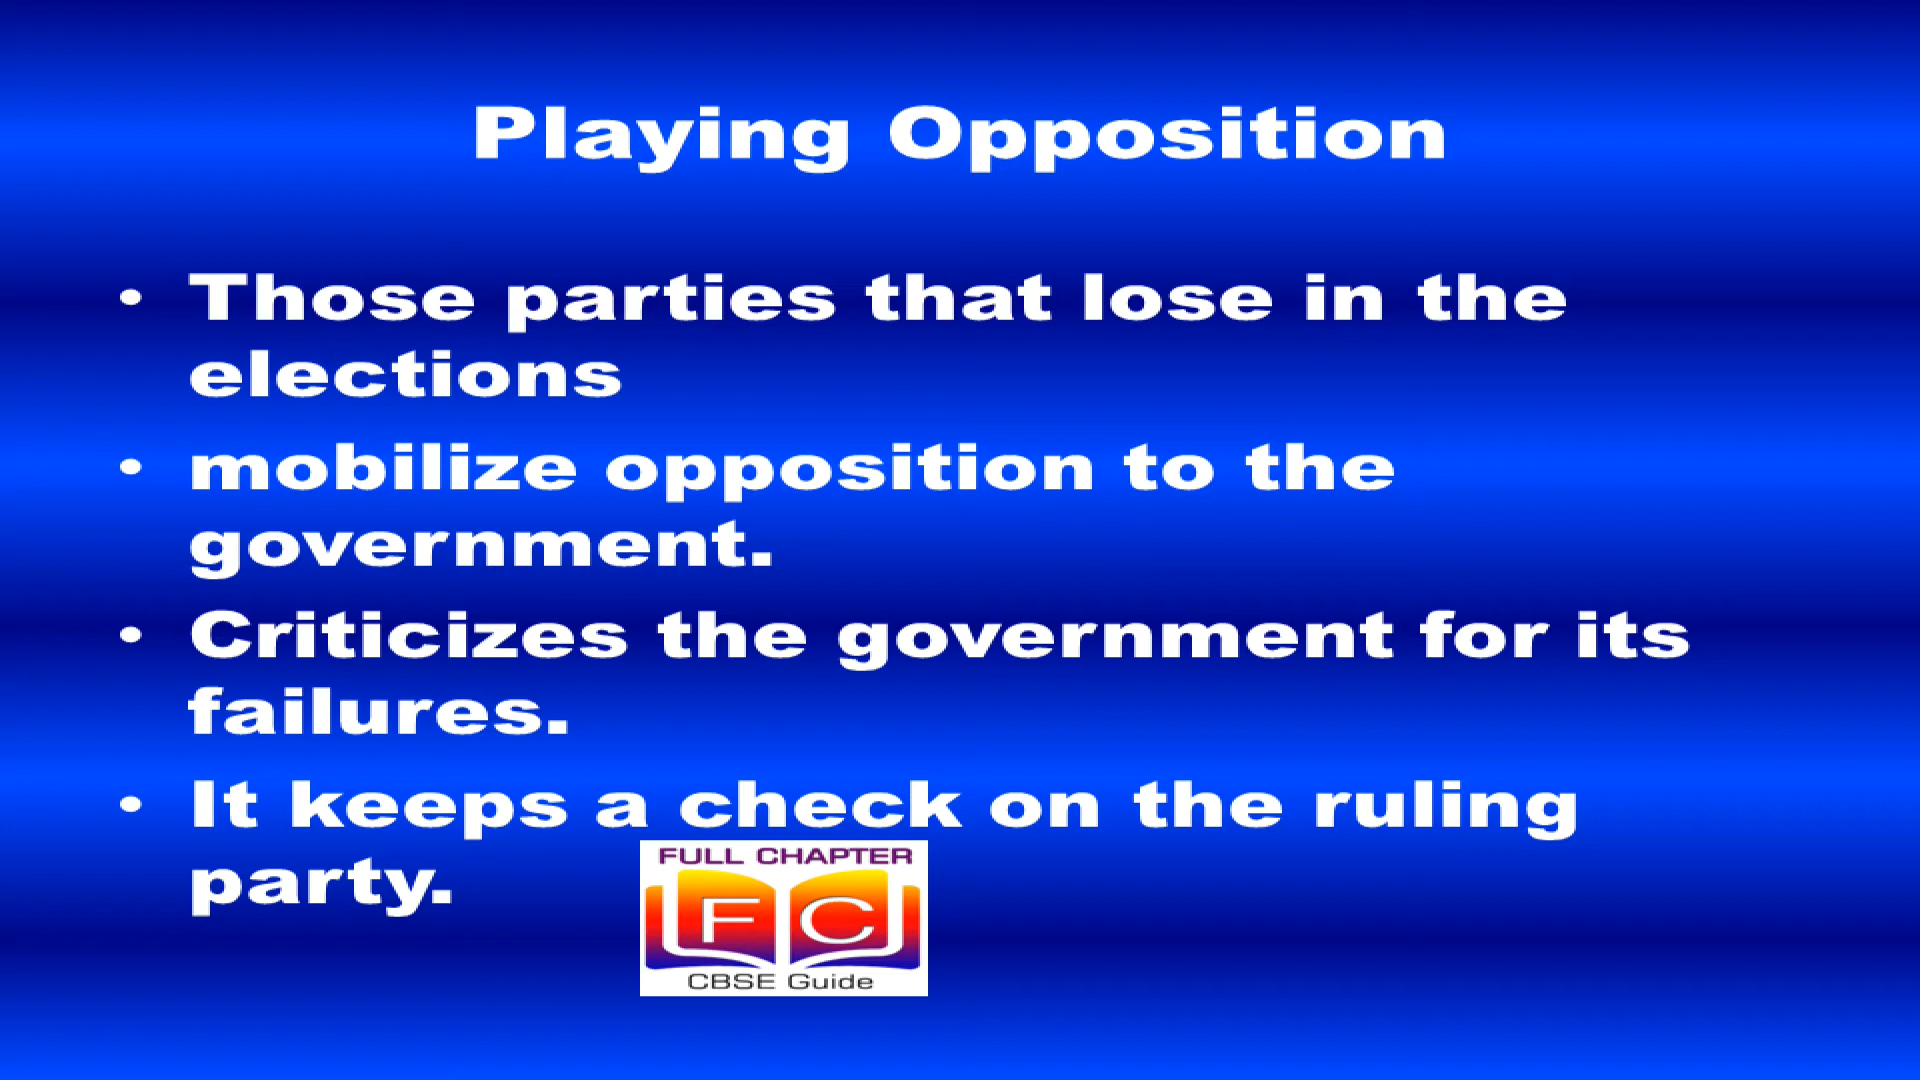 Playing Opposition
• Those parties that lose in the
elections
• mobilize opposition to the
government.
• Criticizes the government for its
failures.
• It keeps a check on the ruling
party.
FULL CHAPTER
FC
CBSE Guide